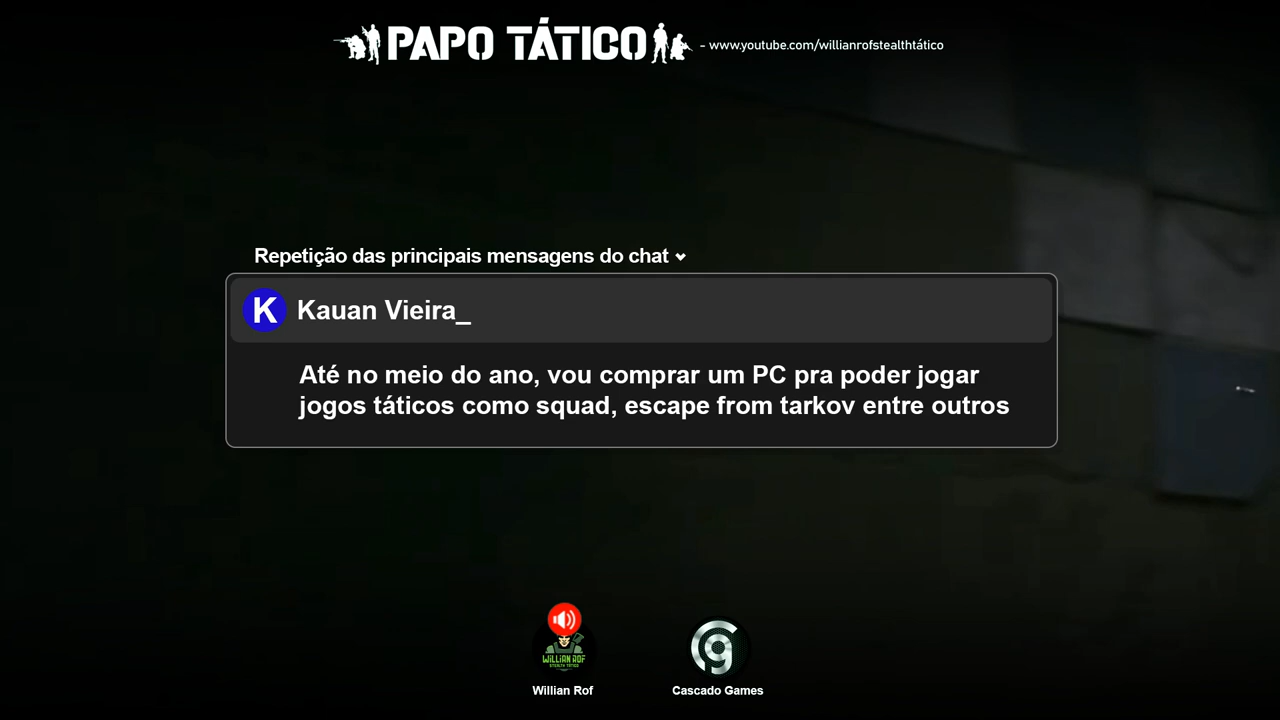 PAPO TÁTICO - www.youtube.com/willianrofstealthtático
Repetição das principais mensagens do chat
K Kauan Vieira_
Até no meio do ano, vou comprar um PC pra poder jogar
jogos táticos como squad, escape from tarkov entre outros
WILLIAN ROF
STEALTH TÁTICO
Willian Rof
Cascado Games